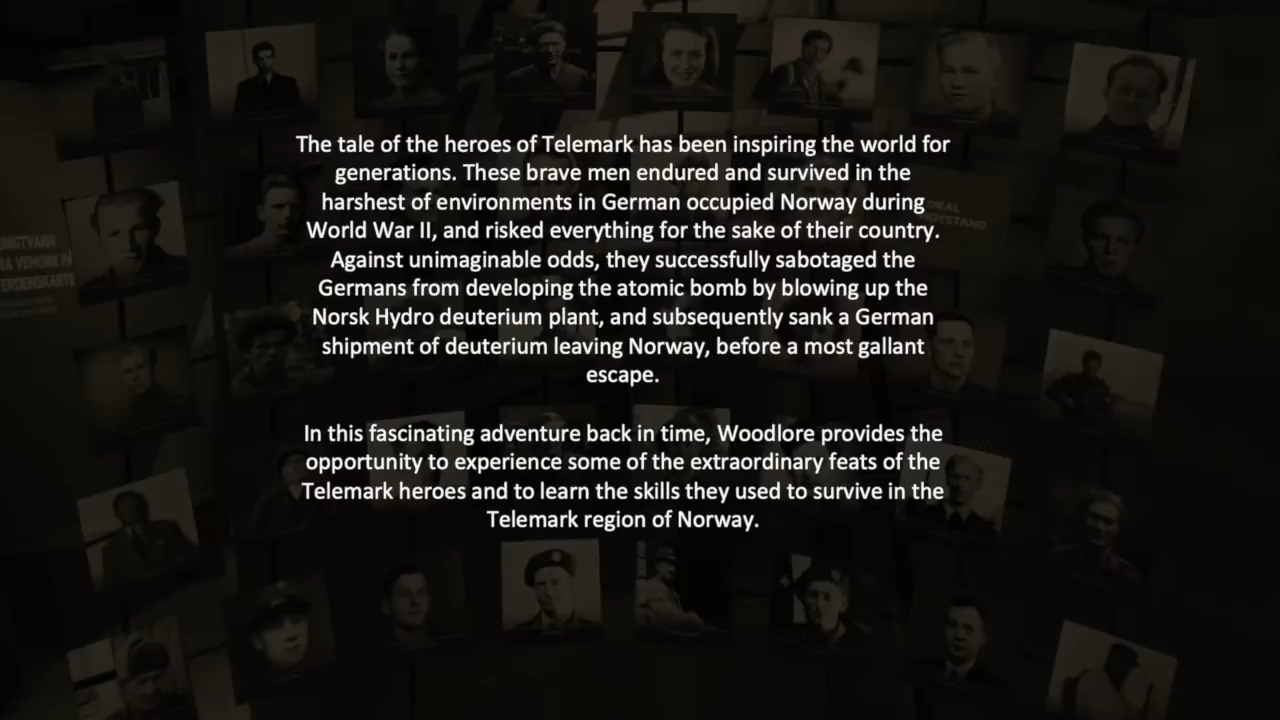 The tale of the heroes of Telemark has been inspiring the world for
generations. These brave men endured and survived in the
harshest of environments in German occupied Norway during
World War II, and risked everything for the sake of their country.
Against unimaginable odds, they successfully sabotaged the
Germans from developing the atomic bomb by blowing up the
Norsk Hydro deuterium plant, and subsequently sank a German
shipment of deuterium leaving Norway, before a most gallant
escape.
In this fascinating adventure back in time, Woodlore provides the
opportunity to experience some of the extraordinary feats of the
Telemark heroes and to learn the skills they used to survive in the
Telemark region of Norway.